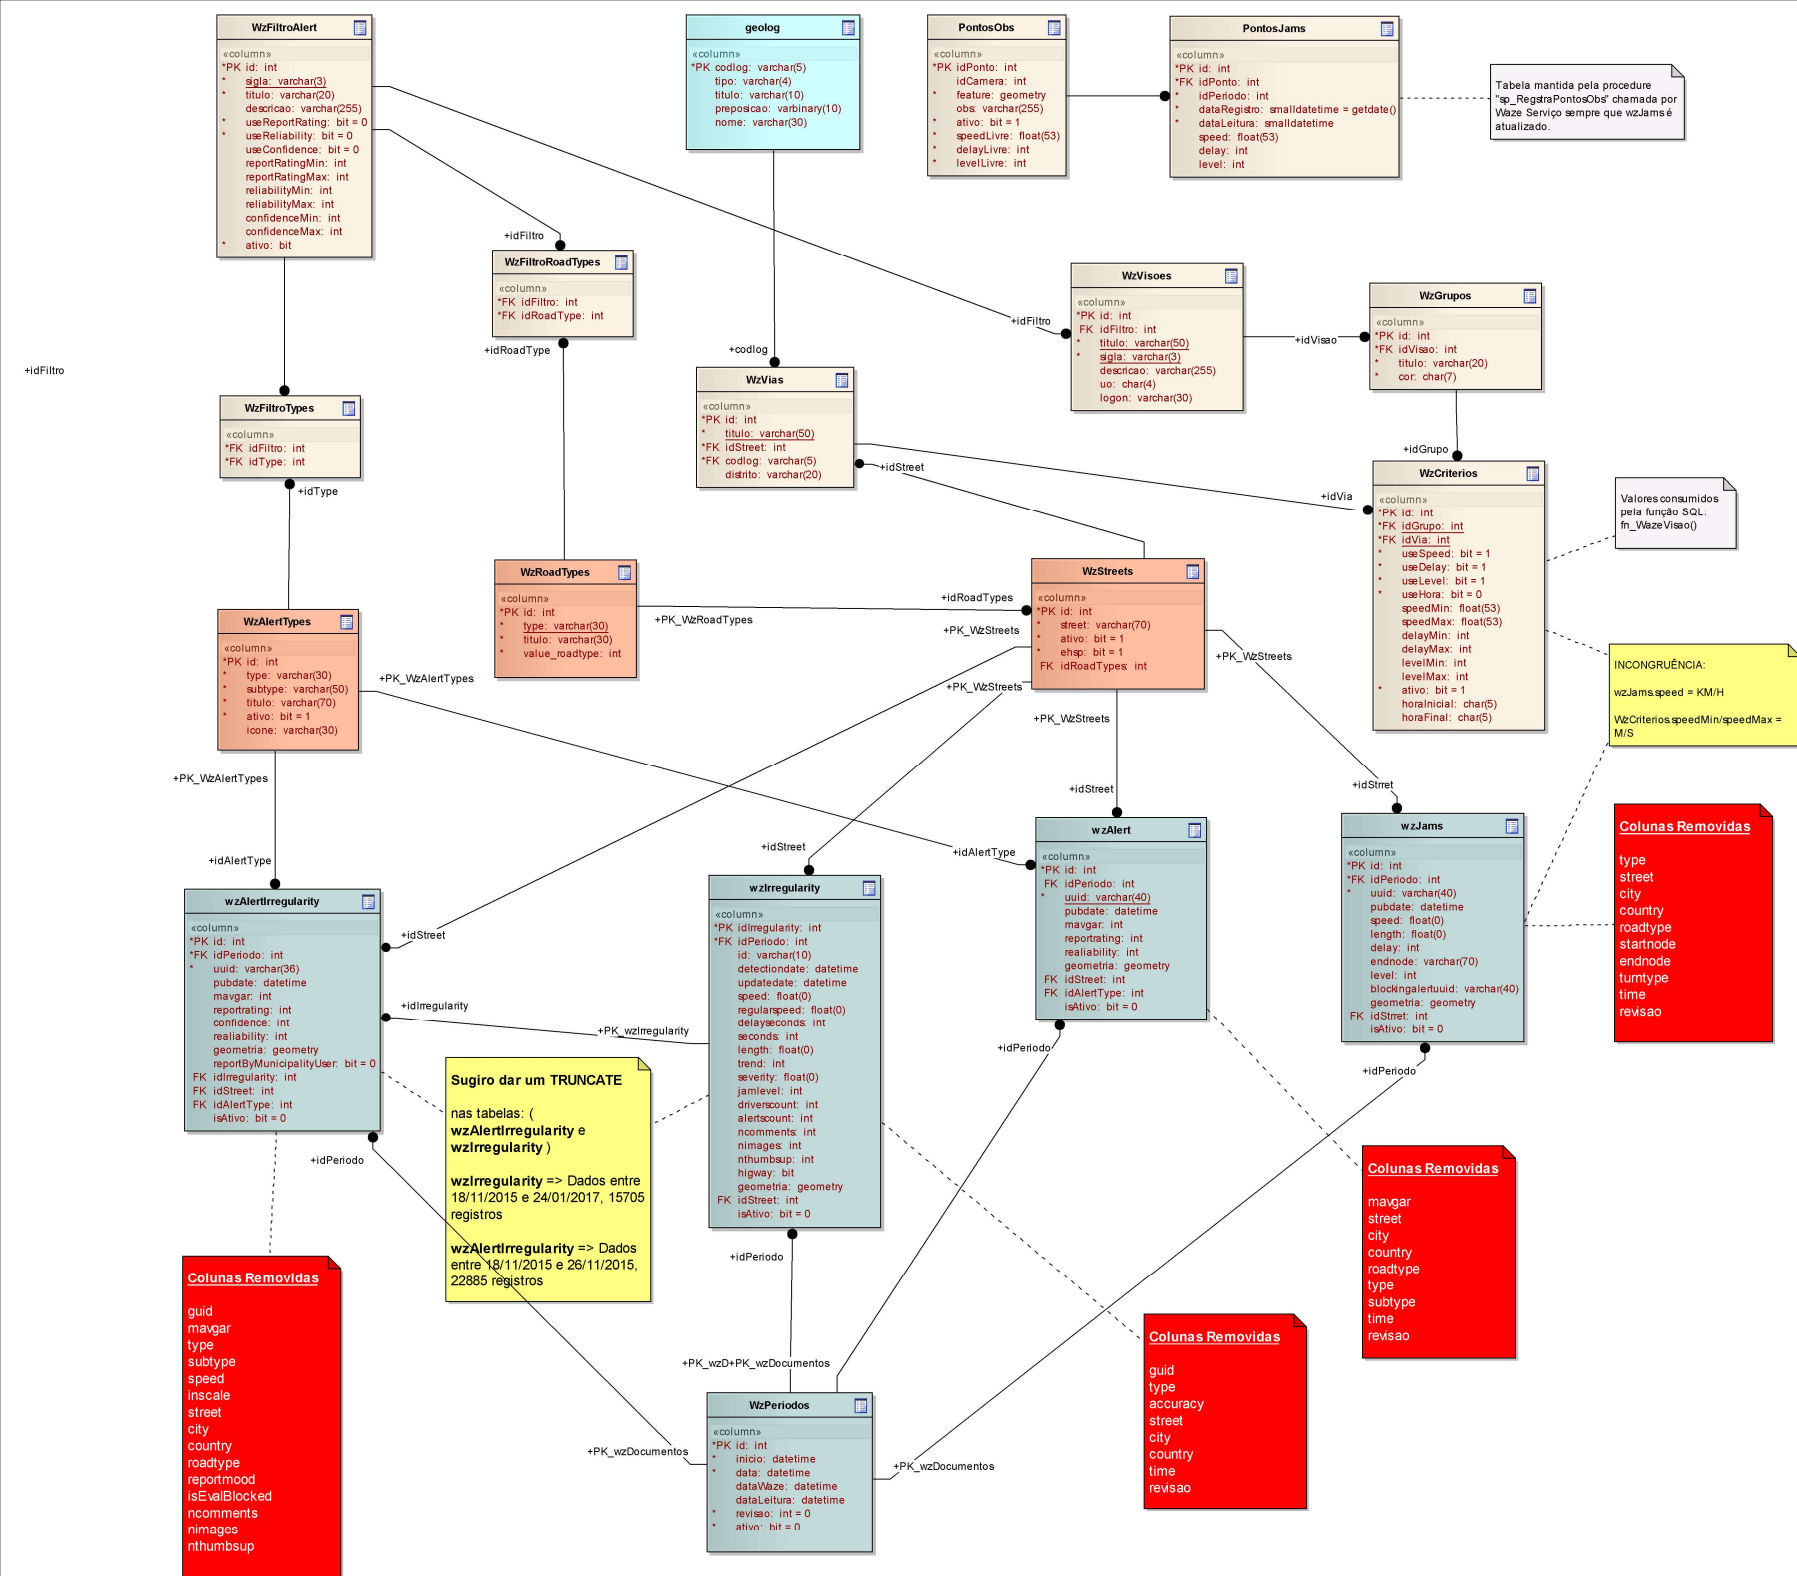 WzFiltroAlert
«column»
*PK id: int
* sigla: varchar(3)
* titulo: varchar(20)
descricao: varchar(255)
* useReportRating: bit = 0
* useReliability: bit = 0
useConfidence: bit = 0
reportRatingMin: int
reportRatingMax: int
reliabilityMin: int
reliabilityMax: int
confidenceMin: int
confidenceMax: int
* ativo: bit
geolog
«column»
*PK codlog: varchar(5)
tipo: varchar(4)
titulo: varchar(10)
preposicao: varbinary(10)
nome: varchar(30)
PontosObs
«column»
*PK idPonto: int
idCamera: int
* feature: geometry
obs: varchar(255)
* ativo: bit = 1
* speedLivre: float(53)
* delayLivre: int
* levelLivre: int
PontosJams
«column»
*PK id: int
*FK idPonto: int
* idPeriodo: int
* dataRegistro: smalldatetime = getdate()
* dataLeitura: smalldatetime
speed: float(53)
delay: int
level: int
Tabela mantida pela procedure
"sp_RegstraPontosObs" chamada por
Waze Serviço sempre que wzJams é
atualizado.
+idFiltro
WzFiltroRoadTypes
«column»
*FK idFiltro: int
*FK idRoadType: int
+idRoadType
+idFiltro
WzVisoes
«column»
*PK id: int
FK idFiltro: int
* titulo: varchar(50)
* sigla: varchar(3)
descricao: varchar(255)
uo: char(4)
logon: varchar(30)
+idVisao
WzGrupos
«column»
*PK id: int
*FK idVisao: int
* titulo: varchar(20)
* cor: char(7)
+idGrupo
+idFiltro
+codlog
WzVias
«column»
*PK id: int
* titulo: varchar(50)
*FK idStreet: int
*FK codlog: varchar(5)
distrito: varchar(20)
+idStreet
WzFiltroTypes
«column»
*FK idFiltro: int
*FK idType: int
+idType
+idVia
WzCriterios
«column»
*PK id: int
*FK idGrupo: int
*FK idVia: int
* useSpeed: bit = 1
* useDelay: bit = 1
* useLevel: bit = 1
* useHora: bit = 0
speedMin: float(53)
speedMax: float(53)
delayMin: int
delayMax: int
levelMin: int
levelMax: int
* ativo: bit = 1
horaInicial: char(5)
horaFinal: char(5)
Valores consumidos
pela função SQL:
fn_WazeVisao()
INCONGRUÊNCIA:
wzJams.speed = KM/H
WzCriterios.speedMin/speedMax =
M/S
WzRoadTypes
«column»
*PK id: int
* type: varchar(30)
* titulo: varchar(30)
* value_roadtype: int
+PK_WzRoadTypes
+idRoadTypes
WzStreets
«column»
*PK id: int
* street: varchar(70)
* ativo: bit = 1
* ehsp: bit = 1
FK idRoadTypes: int
+PK_WzStreets
+PK_WzStreets
+PK_WzStreets
+PK_WzStreets
WzAlertTypes
«column»
*PK id: int
* type: varchar(30)
* subtype: varchar(50)
* titulo: varchar(70)
* ativo: bit = 1
icone: varchar(30)
+PK_WzAlertTypes
+PK_WzAlertTypes
+idAlertType
+idStreet
+idStreet
+idAlertType
+idStrret
wzAlertIrregularity
«column»
*PK id: int
*FK idPeriodo: int
* uuid: varchar(36)
pubdate: datetime
mavgar: int
reportrating: int
confidence: int
realiability: int
geometria: geometry
reportByMunicipalityUser: bit = 0
FK idIrregularity: int
FK idStreet: int
FK idAlertType: int
isAtivo: bit = 0
+idStreet
+idIrregularity
+PK_wzIrregularity
wzIrregularity
«column»
*PK idIrregularity: int
*FK idPeriodo: int
id: varchar(10)
detectiondate: datetime
updatedate: datetime
speed: float(0)
regularspeed: float(0)
delayseconds: int
seconds: int
length: float(0)
trend: int
severity: float(0)
jamlevel: int
driverscount: int
alertscount: int
ncomments: int
nimages: int
nthumbsup: int
higway: bit
geometria: geometry
FK idStreet: int
isAtivo: bit = 0
wzAlert
«column»
*PK id: int
FK idPeriodo: int
* uuid: varchar(40)
pubdate: datetime
mavgar: int
reportrating: int
realiability: int
geometria: geometry
FK idStreet: int
FK idAlertType: int
isAtivo: bit = 0
wzJams
«column»
*PK id: int
*FK idPeriodo: int
* uuid: varchar(40)
pubdate: datetime
speed: float(0)
length: float(0)
delay: int
endnode: varchar(70)
level: int
blockingalertuuid: varchar(40)
geometria: geometry
FK idStrret: int
isAtivo: bit = 0
Colunas Removidas
type
street
city
country
roadtype
startnode
endnode
turntype
time
revisao
+idPeriodo
+idPeriodo
+idPeriodo
+idPeriodo
Sugiro dar um TRUNCATE
nas tabelas: (
wzAlertIrregularity e
wzIrregularity )
wzIrregularity => Dados entre
18/11/2015 e 24/01/2017, 15705
registros
wzAlertIrregularity => Dados
entre 18/11/2015 e 26/11/2015,
22885 registros
Colunas Removidas
mavgar
street
city
country
roadtype
type
subtype
time
revisao
Colunas Removidas
guid
mavgar
type
subtype
speed
inscale
street
city
country
roadtype
reportmood
isEvalBlocked
ncomments
nimages
nthumbsup
Colunas Removidas
guid
type
accuracy
street
city
country
time
revisao
+PK_wzD+PK_wzDocumentos
+PK_wzDocumentos
+PK_wzDocumentos
WzPeriodos
«column»
*PK id: int
* inicio: datetime
* data: datetime
dataWaze: datetime
dataLeitura: datetime
* revisao: int = 0
* ativo: bit = 0